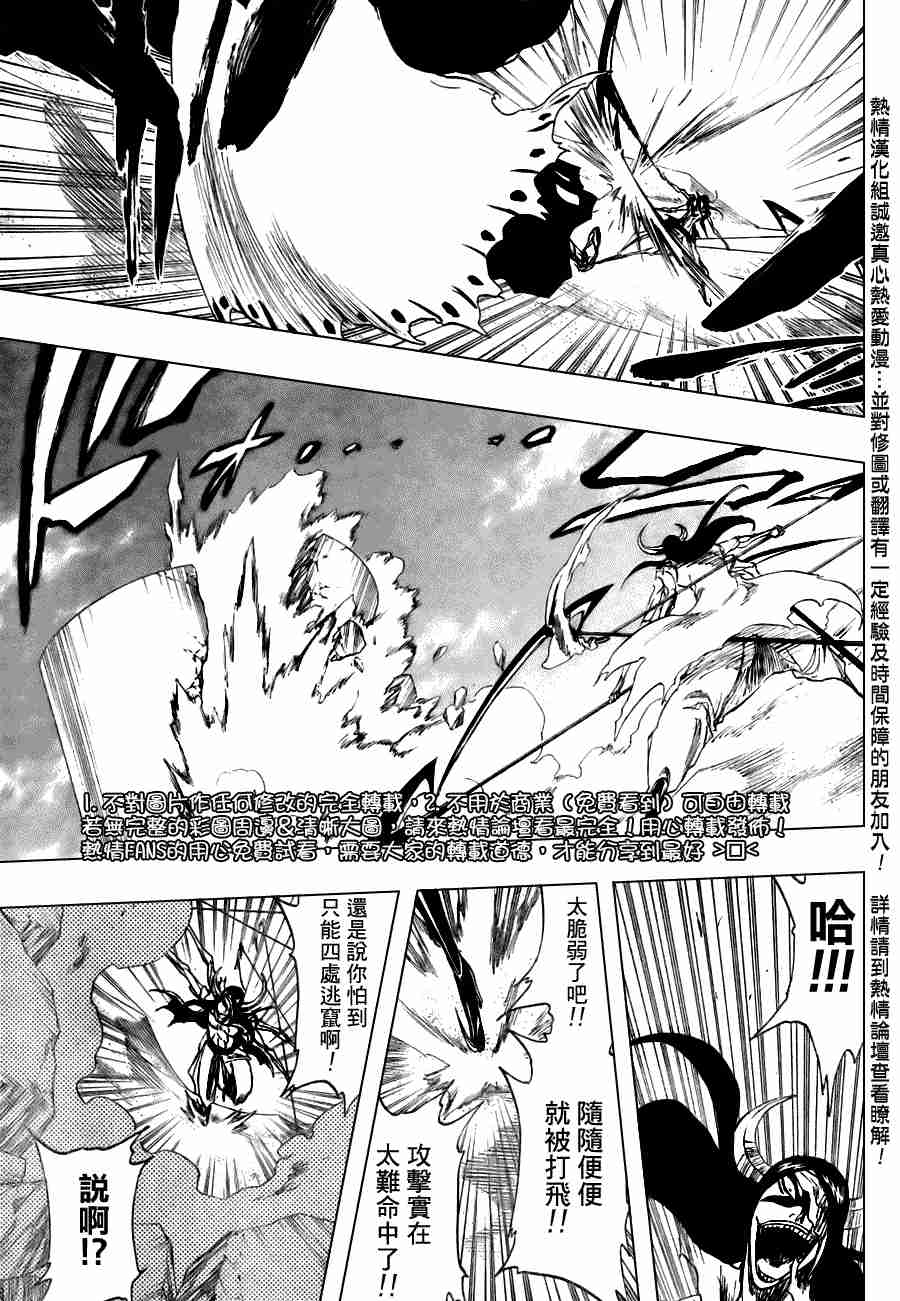 熱情漢化組誠邀真心熱愛動漫…並對修圖或翻譯有一定經驗及時間保障的朋友加入！ 詳情請到熱情論壇查看瞭解！
1. 不對圖片作任何修改的完全轉載，2. 不用於商業（免費看到）可自由轉載
若無完整的彩圖周邊&清晰大圖，請來熱情論壇看最完全！用心轉載發佈！
熱情FANS的用心免費試看，需要大家的轉載道德，才能分享到最好 >口<
哈!!!
太脆弱了吧!!
隨隨便便
就被打飛!!
攻擊實在
太難命中了!!
還是說你怕到
只能四處逃竄啊！
說啊!?